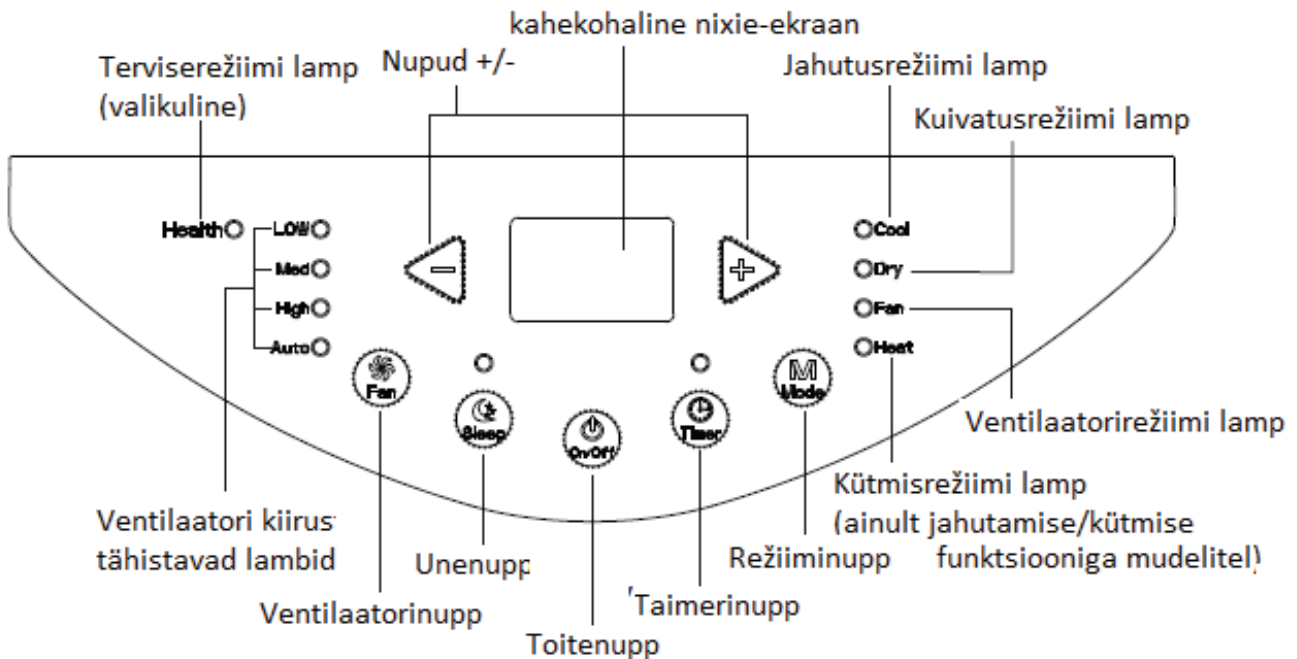 kahekohaline nixie-ekraan
Terviserežiimi lamp
(valikuline)
Nupud +/-
Jahutusrežiimi lamp
Kuivatusrežiimi lamp
Health
LOW
Med
High
Auto
Cool
Dry
Fan
Heat
Fan
Sleep
On/Off
Timer
M
Mode
Ventilaatorirežiimi lamp
Kütmisrežiimi lamp
(ainult jahutamise/kütmise
funktsiooniga mudelitel)
Ventilaatori kiirus
tähistavad lambid
Unenupp
Režiiminupp
Ventilaatorinupp
Taimerinupp
Toitenupp